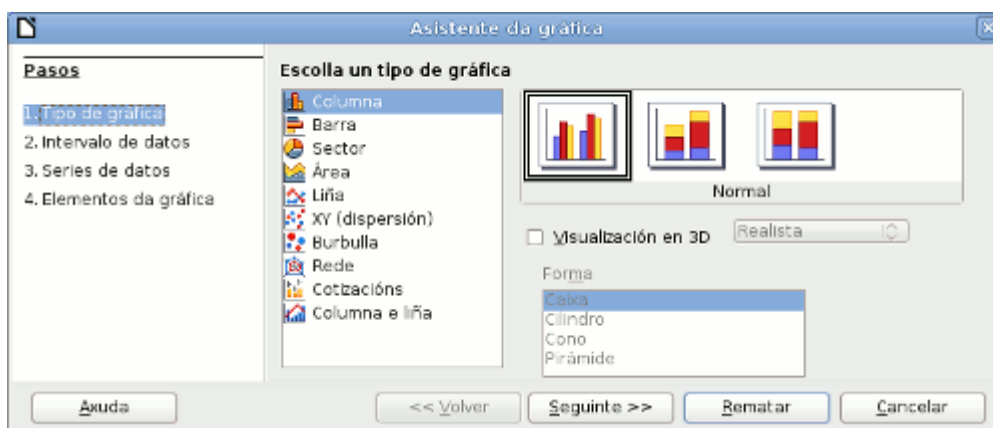 Asistente da gráfica
Pasos
1. Tipo de gráfica
2. Intervalo de datos
3. Series de datos
4. Elementos da gráfica
Escolla un tipo de gráfica
Columna
Barra
Sector
Área
Liña
XY (dispersión)
Burbulla
Rede
Cotizacións
Columna e liña
Normal
Visualización en 3D
Realista
Forma
Caixa
Cilindro
Cono
Pirámide
Axuda
<< Volver
Seguinte >>
Rematar
Cancelar